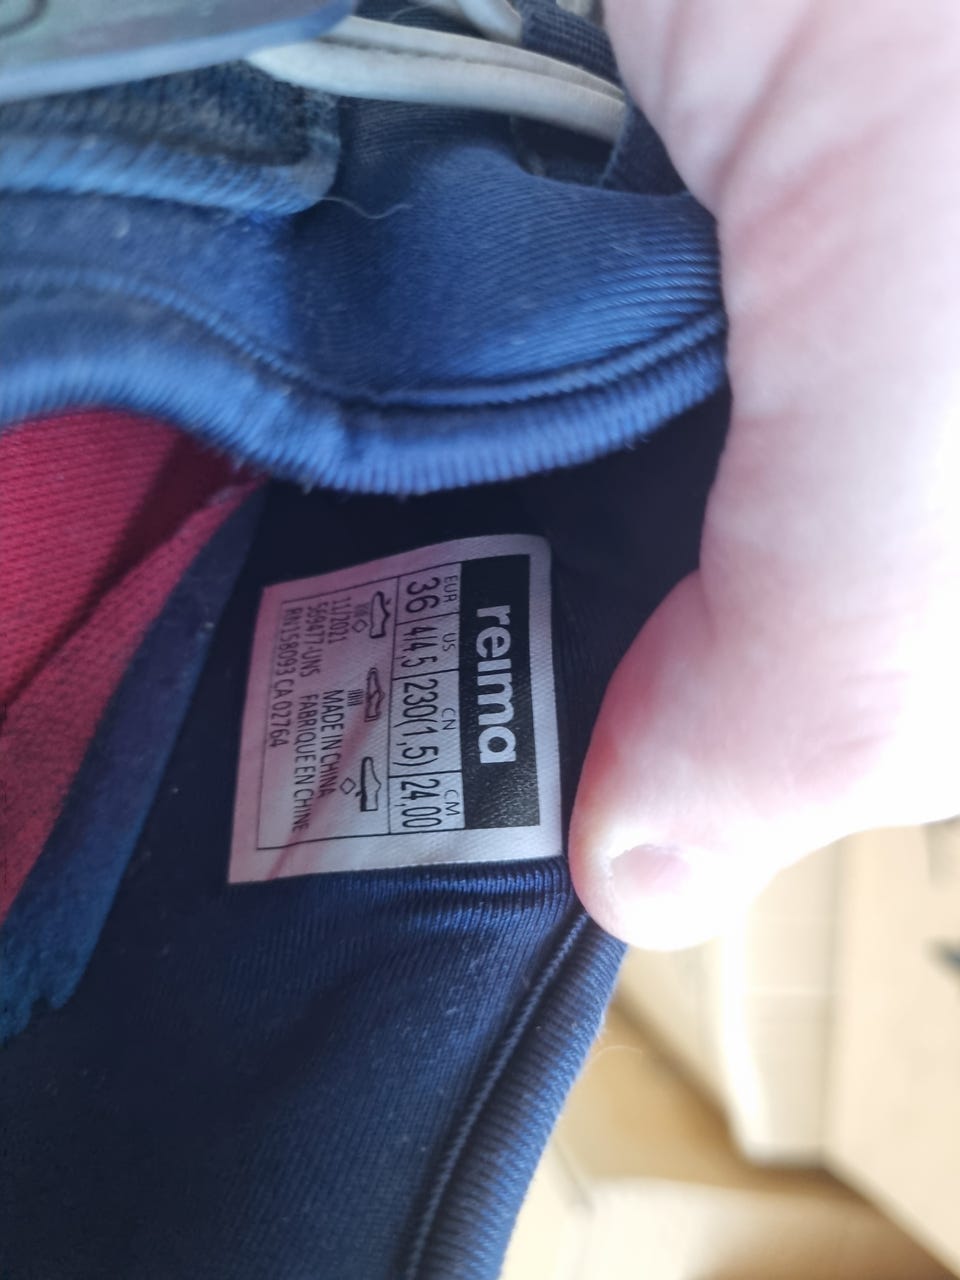 reima
EUR US CN CM
36 4/4,5 230(1,5) 24,00
11/2021 MADE IN CHINA
569477-UNS FABRIQUE EN CHINE
RN158093 CA 02764